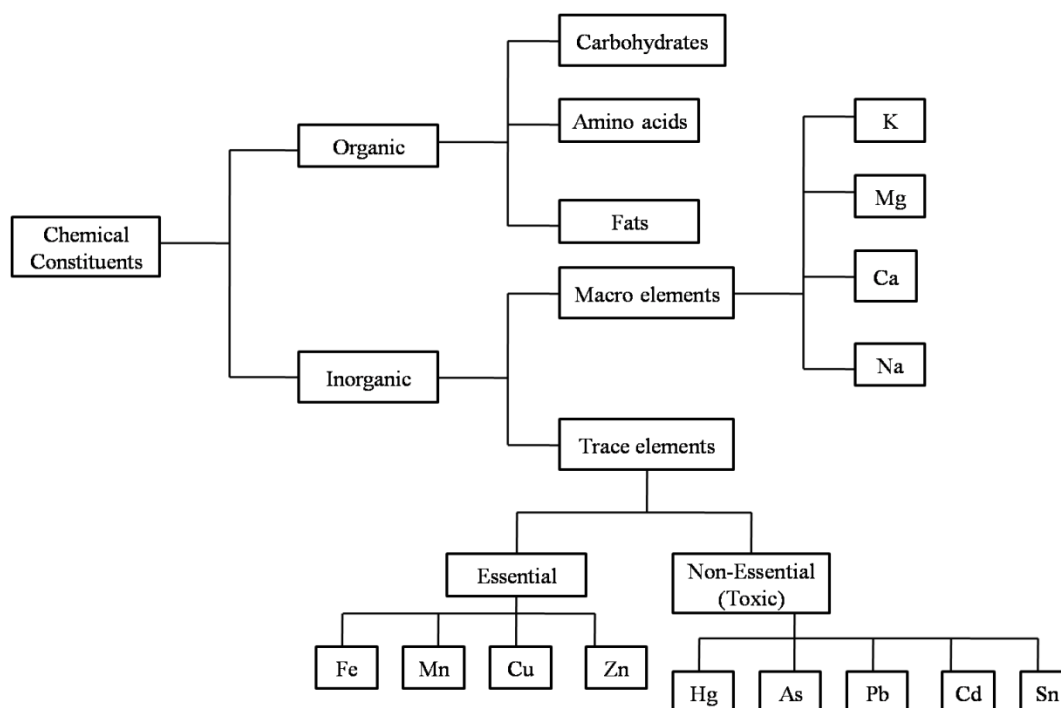 Carbohydrates
Amino acids
K
Organic
Mg
Fats
Chemical
Constituents
Ca
Macro elements
Na
Inorganic
Trace elements
Essential
Non-Essential
(Toxic)
Fe
Mn
Cu
Zn
Hg
As
Pb
Cd
Sn